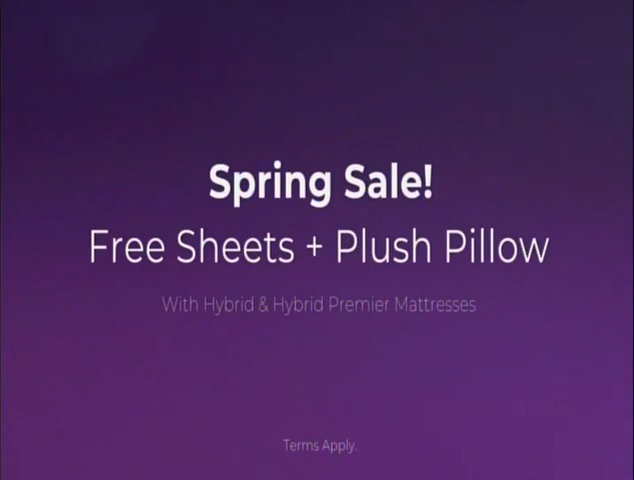 Spring Sale!
Free Sheets + Plush Pillow
With Hybrid & Hybrid Premier Mattresses
Terms Apply.